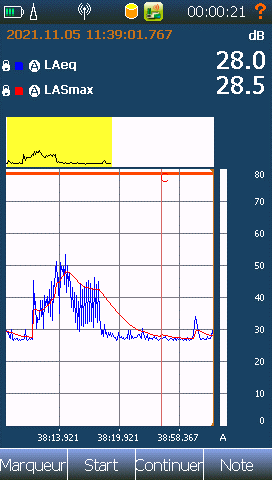 00:00:21 ?
2021.11.05 11:39:01.767 dB
A LAeq 28.0
A LASmax 28.5
80
70
60
50
40
30
20
10
0
38:13.921 38:19.921 38:58.367 A
Marqueur Start Continuer Note